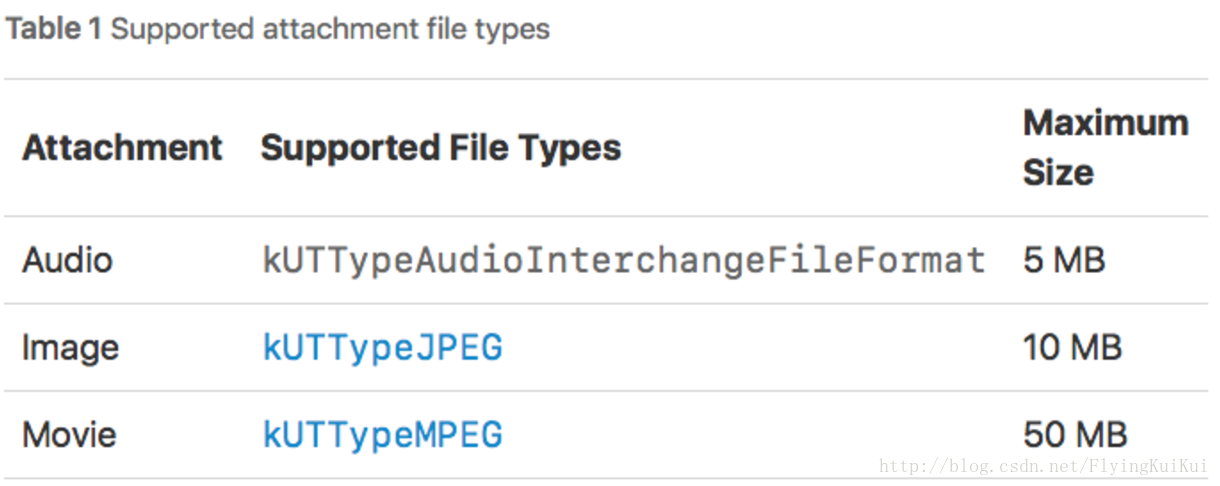 Table 1 Supported attachment file types
Attachment Supported File Types Maximum Size
Audio kUTTypeAudioInterchangeFileFormat 5 MB
Image kUTTypeJPEG 10 MB
Movie kUTTypeMPEG 50 MB
http://blog.csdn.net/FlyingKuiKui